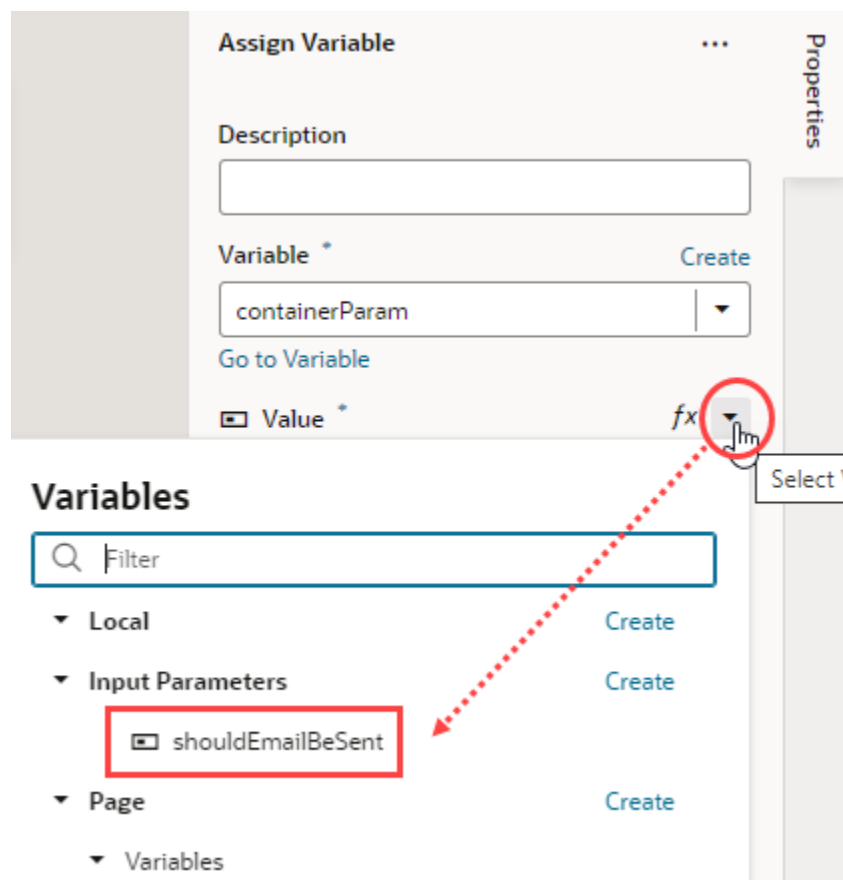 Assign Variable
Properties
Description
Variable * Create
containerParam
Go to Variable
Value * fx
Select
Variables
Filter
Local Create
Input Parameters Create
shouldEmailBeSent
Page Create
Variables